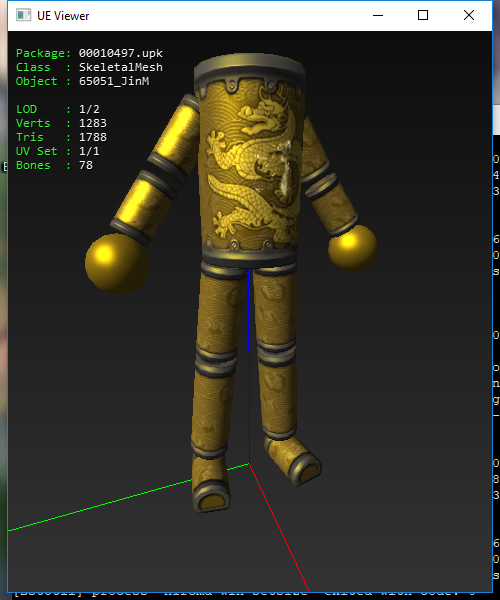 UE Viewer
Package: 00010497.upk
Class : SkeletalMesh
Object : 65051_JinM
LOD : 1/2
Verts : 1283
Tris : 1788
UV Set : 1/1
Bones : 78